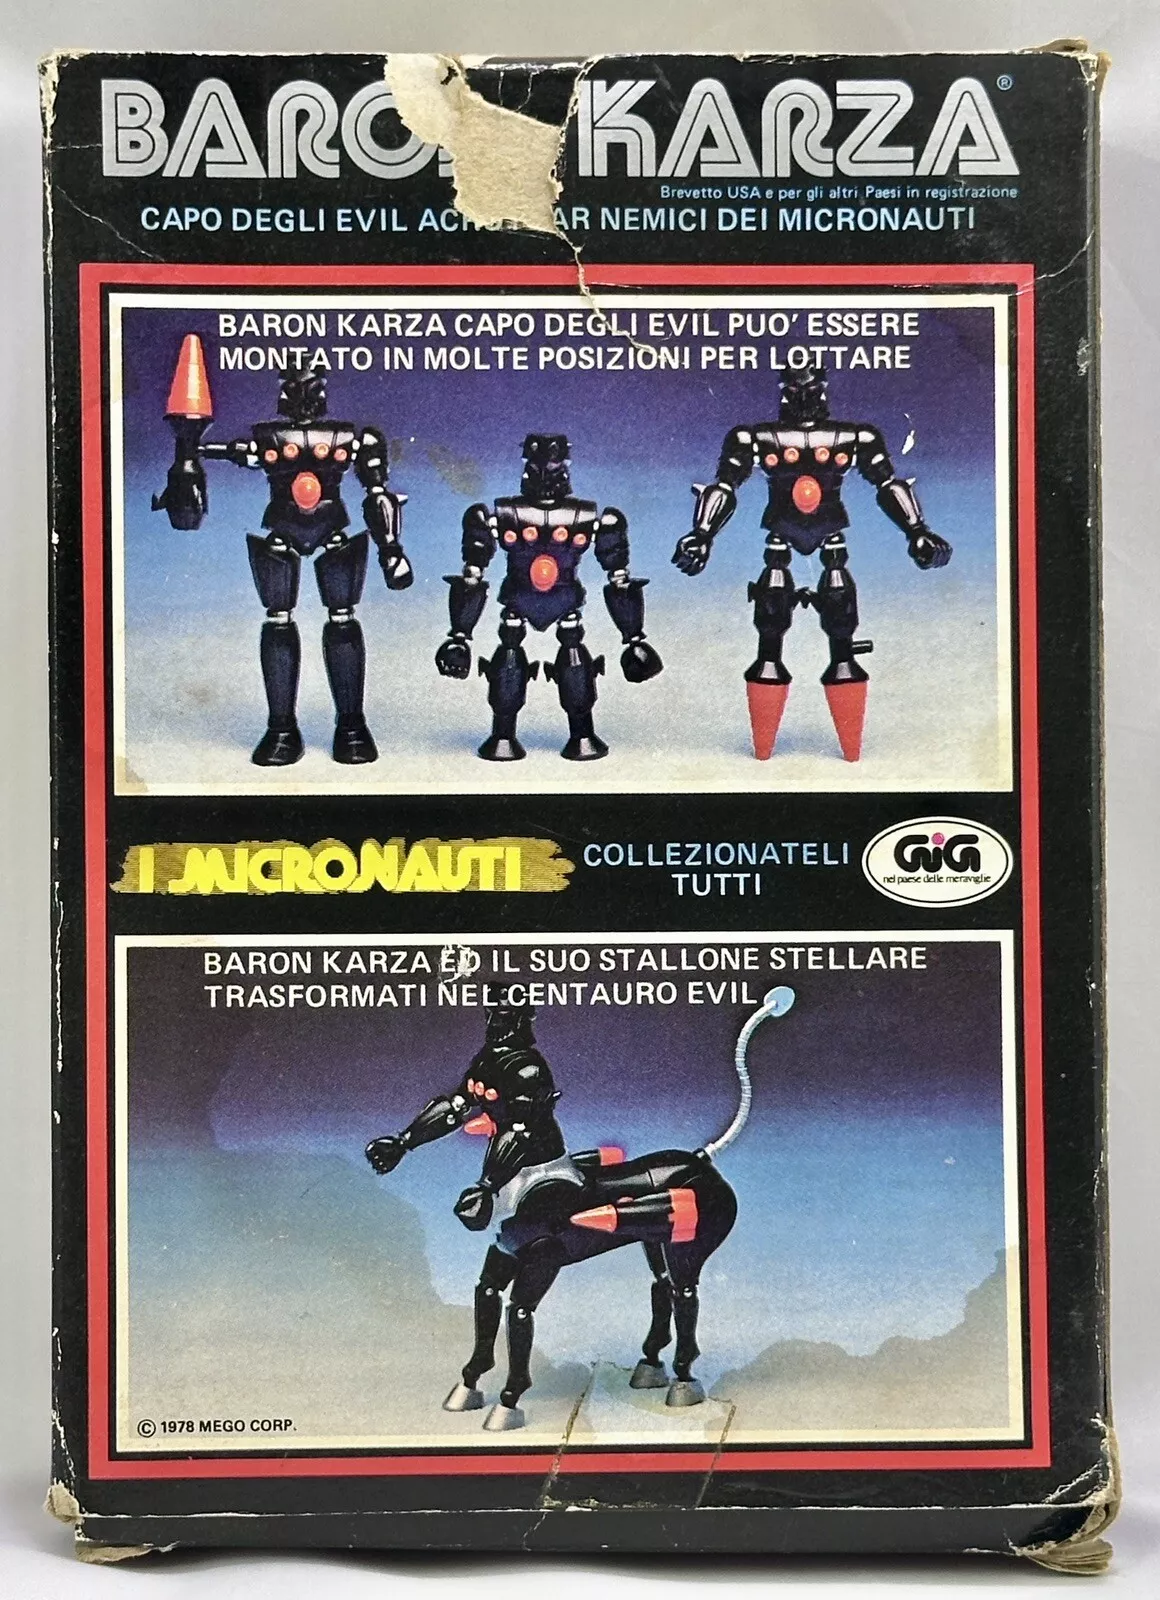 BARO KARZA®
Brevetto USA e per gli altri Paesi in registrazione
CAPO DEGLI EVIL AR NEMICI DEI MICRONAUTI
BARON KARZA CAPO DEGLI EVIL PUO' ESSERE
MONTATO IN MOLTE POSIZIONI PER LOTTARE
I MICRONAUTI
COLLEZIONATELI
TUTTI
GiG
nel paese delle meraviglie
BARON KARZA ED IL SUO STALLONE STELLARE
TRASFORMATI NEL CENTAURO EVIL
© 1978 MEGO CORP.